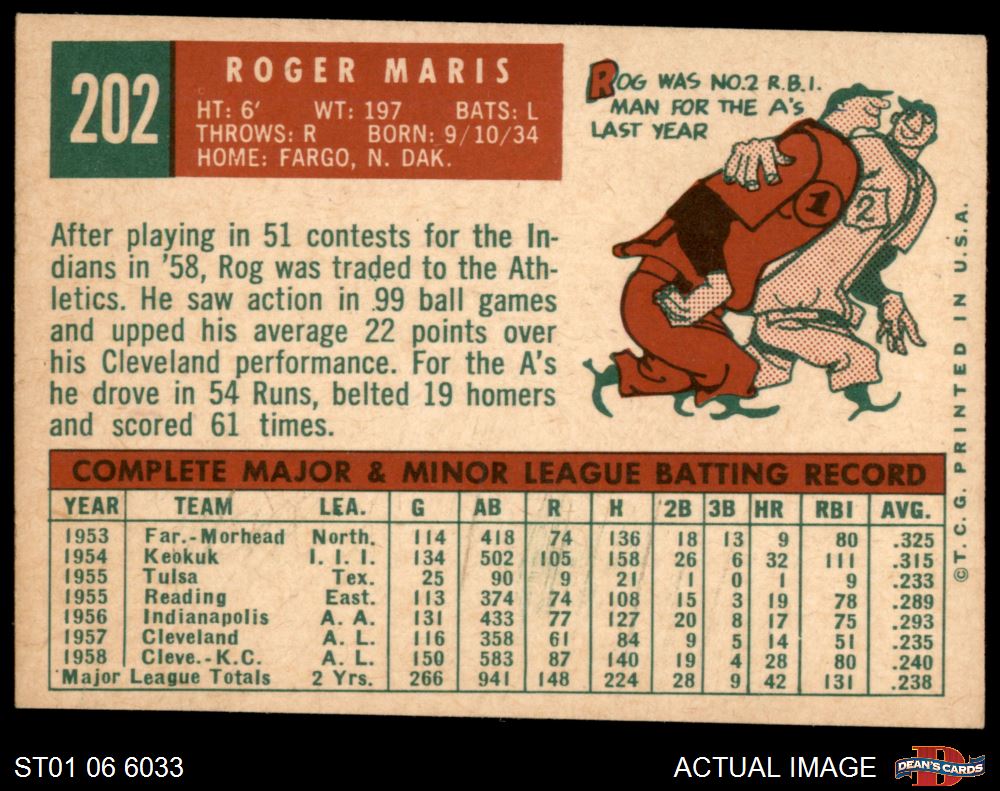 202
ROGER MARIS
HT: 6' WT: 197 BATS: L
THROWS: R BORN: 9/10/34
HOME: FARGO, N. DAK.
ROG WAS NO.2 R.B.I.
MAN FOR THE A's
LAST YEAR
1
2
After playing in 51 contests for the In-
dians in '58, Rog was traded to the Ath-
letics. He saw action in 99 ball games
and upped his average 22 points over
his Cleveland performance. For the A's
he drove in 54 Runs, belted 19 homers
and scored 61 times.
COMPLETE MAJOR & MINOR LEAGUE BATTING RECORD
YEAR TEAM LEA. G AB R H 2B 3B HR RBI AVG.
1953 Far.-Morhead North. 114 418 74 136 18 13 9 80 .325
1954 Keokuk I. I. I. 134 502 105 158 26 6 32 111 .315
1955 Tulsa Tex. 25 90 9 21 1 0 1 9 .233
1955 Reading East. 113 374 74 108 15 3 19 78 .289
1956 Indianapolis A. A. 131 433 77 127 20 8 17 75 .293
1957 Cleveland A. L. 116 358 61 84 9 5 14 51 .235
1958 Cleve.-K.C. A. L. 150 583 87 140 19 4 28 80 .240
Major League Totals 2 Yrs. 266 941 148 224 28 9 42 131 .238
©T.C.G. PRINTED IN U.S.A.
ST01 06 6033
ACTUAL IMAGE
DEAN'S CARDS